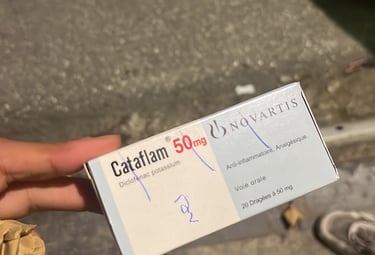 Cataflam® 50mg
Diclofenac potassium
NOVARTIS
Anti-inflammatoire, Analgésique
Voie orale
20 Dragées à 50 mg